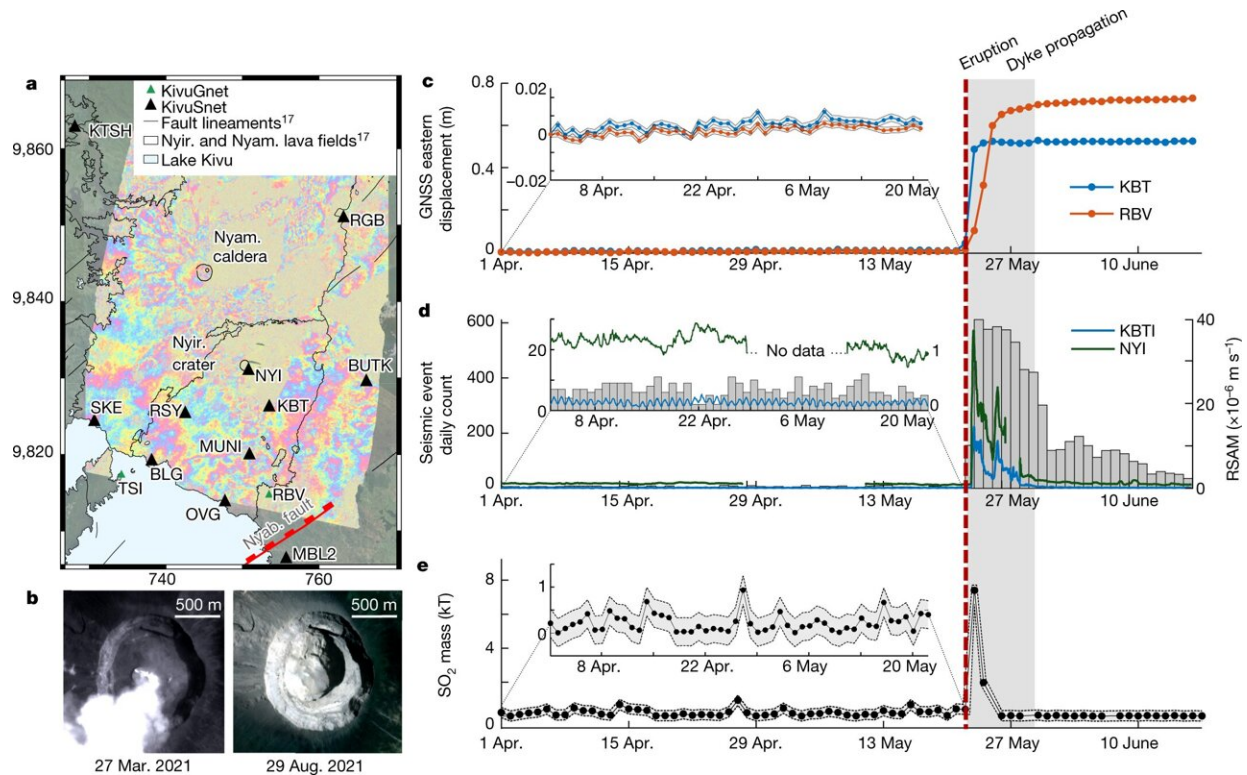 a
KivuGnet
KivuSnet
Fault lineaments17
Nyir. and Nyam. lava fields17
Lake Kivu
KTSH
9,860
RGB
Nyam.
caldera
9,840
Nyir.
crater
NYI
BUTK
SKE
RSY
KBT
9,820
MUNI
BLG
TSI
RBV
OVG
Nyab. fault
MBL2
740
760
b
500 m
500 m
27 Mar. 2021
29 Aug. 2021
Eruption
Dyke propagation
c
GNSS eastern
displacement (m)
0.8
0.4
0
0.02
0
–0.02
8 Apr.
22 Apr.
6 May
20 May
KBT
RBV
1 Apr.
15 Apr.
29 Apr.
13 May
27 May
10 June
d
Seismic event
daily count
600
400
200
0
20
0
No data
1
0
8 Apr.
22 Apr.
6 May
20 May
KBTI
NYI
40
20
0
RSAM (×10–6 m s–1)
1 Apr.
15 Apr.
29 Apr.
13 May
27 May
10 June
e
SO2 mass (kT)
8
4
0
1
0
8 Apr.
22 Apr.
6 May
20 May
1 Apr.
15 Apr.
29 Apr.
13 May
27 May
10 June